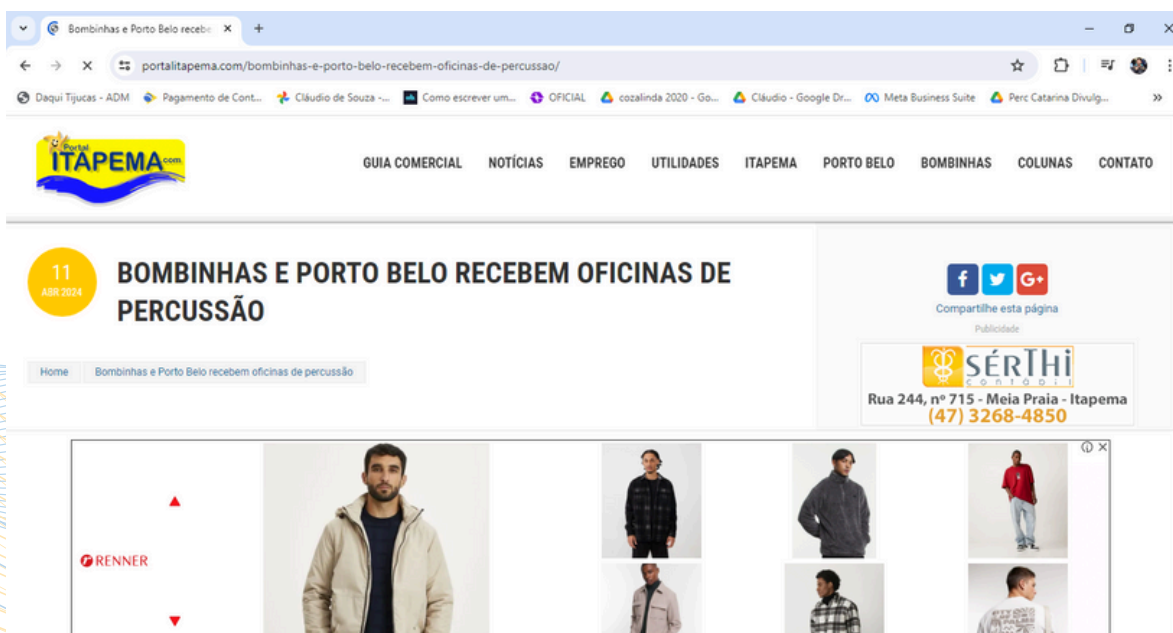 Bombinhas e Porto Belo recebe
portalitapema.com/bombinhas-e-porto-belo-recebem-oficinas-de-percussao/
Daqui Tijucas - ADM Pagamento de Cont... Cláudio de Souza -... Como escrever um... OFICIAL cozalinda 2020 - Go... Cláudio - Google Dr... Meta Business Suite Perc Catarina Divulg... »
Portal
ITAPEMA.com
GUIA COMERCIAL NOTÍCIAS EMPREGO UTILIDADES ITAPEMA PORTO BELO BOMBINHAS COLUNAS CONTATO
11
ABR 2024
BOMBINHAS E PORTO BELO RECEBEM OFICINAS DE
PERCUSSÃO
Home Bombinhas e Porto Belo recebem oficinas de percussão
f G+
Compartilhe esta página
Publicidade
SÉRTHI
contábil
Rua 244, nº 715 - Meia Praia - Itapema
(47) 3268-4850
RENNER